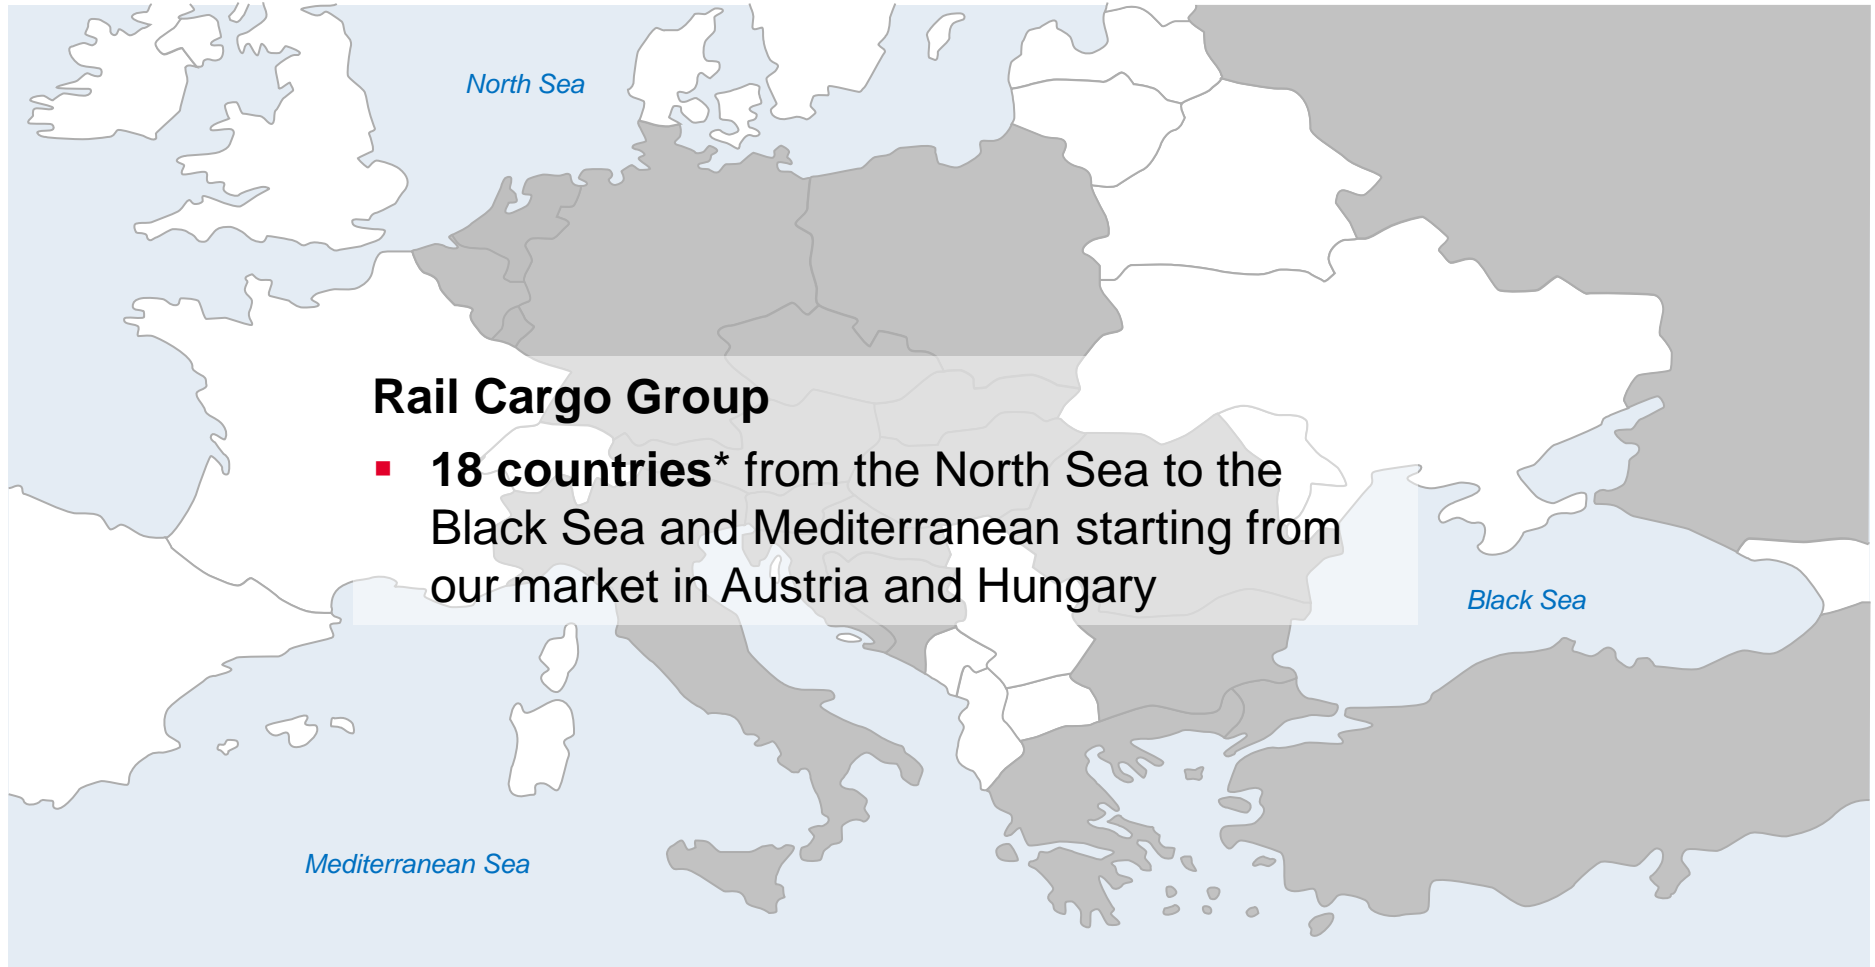 North Sea
Rail Cargo Group
▪ 18 countries* from the North Sea to the
Black Sea and Mediterranean starting from
our market in Austria and Hungary
Black Sea
Mediterranean Sea